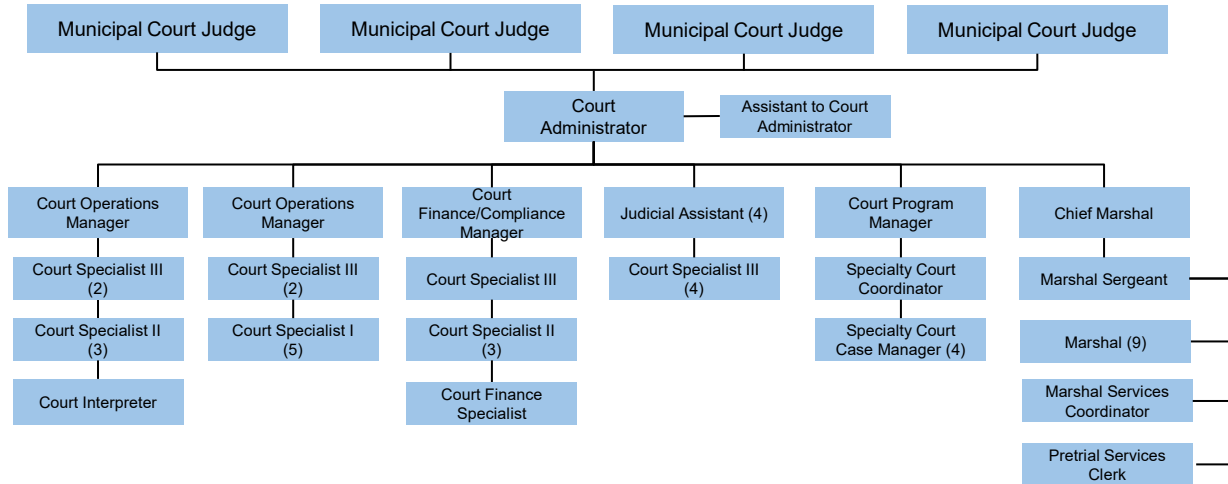 Municipal Court Judge
Municipal Court Judge
Municipal Court Judge
Municipal Court Judge
Court
Administrator
Assistant to Court
Administrator
Court Operations
Manager
Court Operations
Manager
Court
Finance/Compliance
Manager
Judicial Assistant (4)
Court Program
Manager
Chief Marshal
Court Specialist III
(2)
Court Specialist III
(2)
Court Specialist III
Court Specialist III
(4)
Specialty Court
Coordinator
Marshal Sergeant
Court Specialist II
(3)
Court Specialist I
(5)
Court Specialist II
(3)
Specialty Court
Case Manager (4)
Marshal (9)
Court Interpreter
Court Finance
Specialist
Marshal Services
Coordinator
Pretrial Services
Clerk